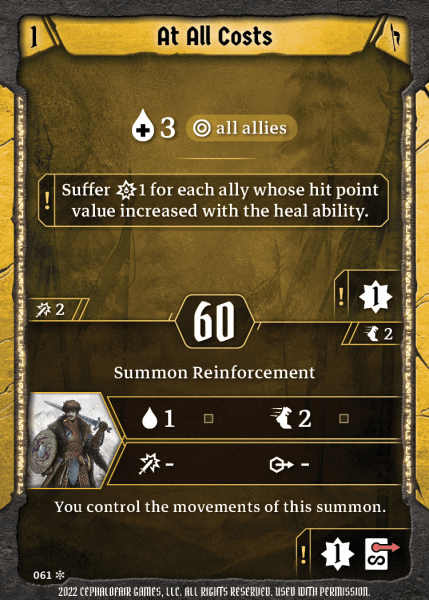 1
At All Costs
3 all allies
! Suffer 1 for each ally whose hit point
value increased with the heal ability.
! 1
2
60
2
Summon Reinforcement
1 2
- -
You control the movements of this summon.
! 1 S
061
2022 CEPHALOFAIR GAMES, LLC. ALL RIGHTS RESERVED. USED WITH PERMISSION.